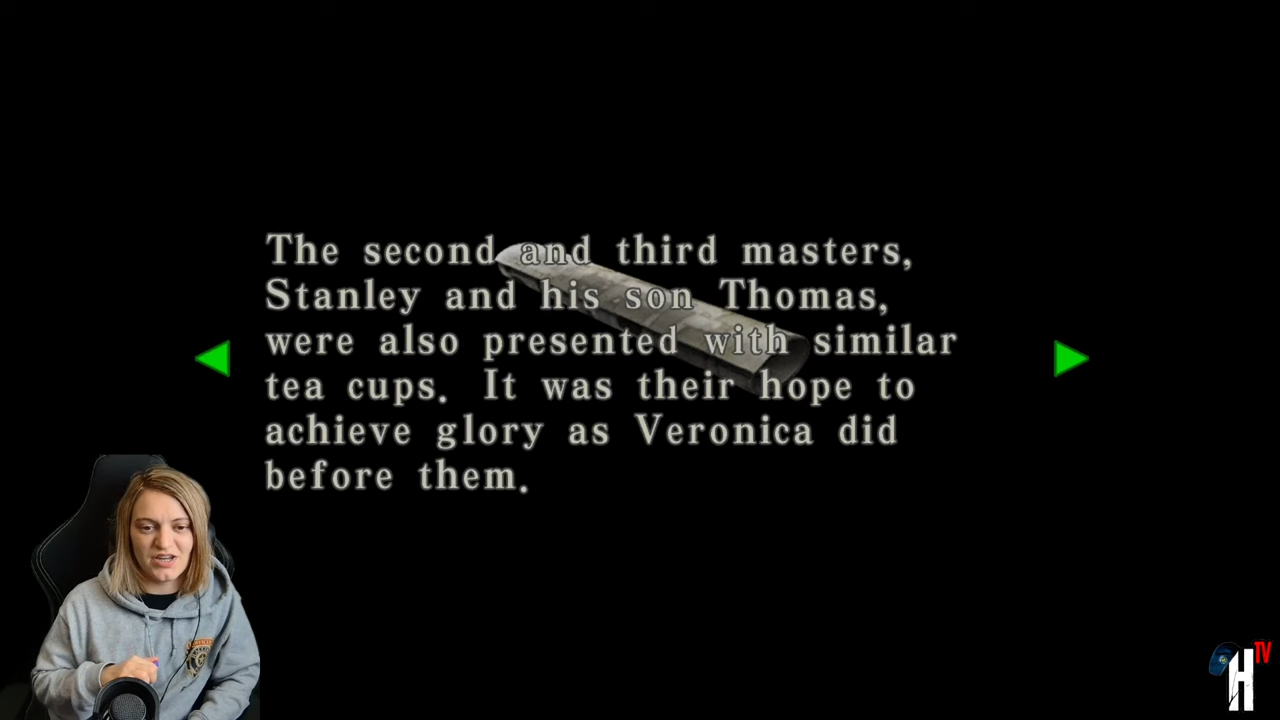 The second and third masters,
Stanley and his son Thomas,
were also presented with similar
tea cups. It was their hope to
achieve glory as Veronica did
before them.
H TV